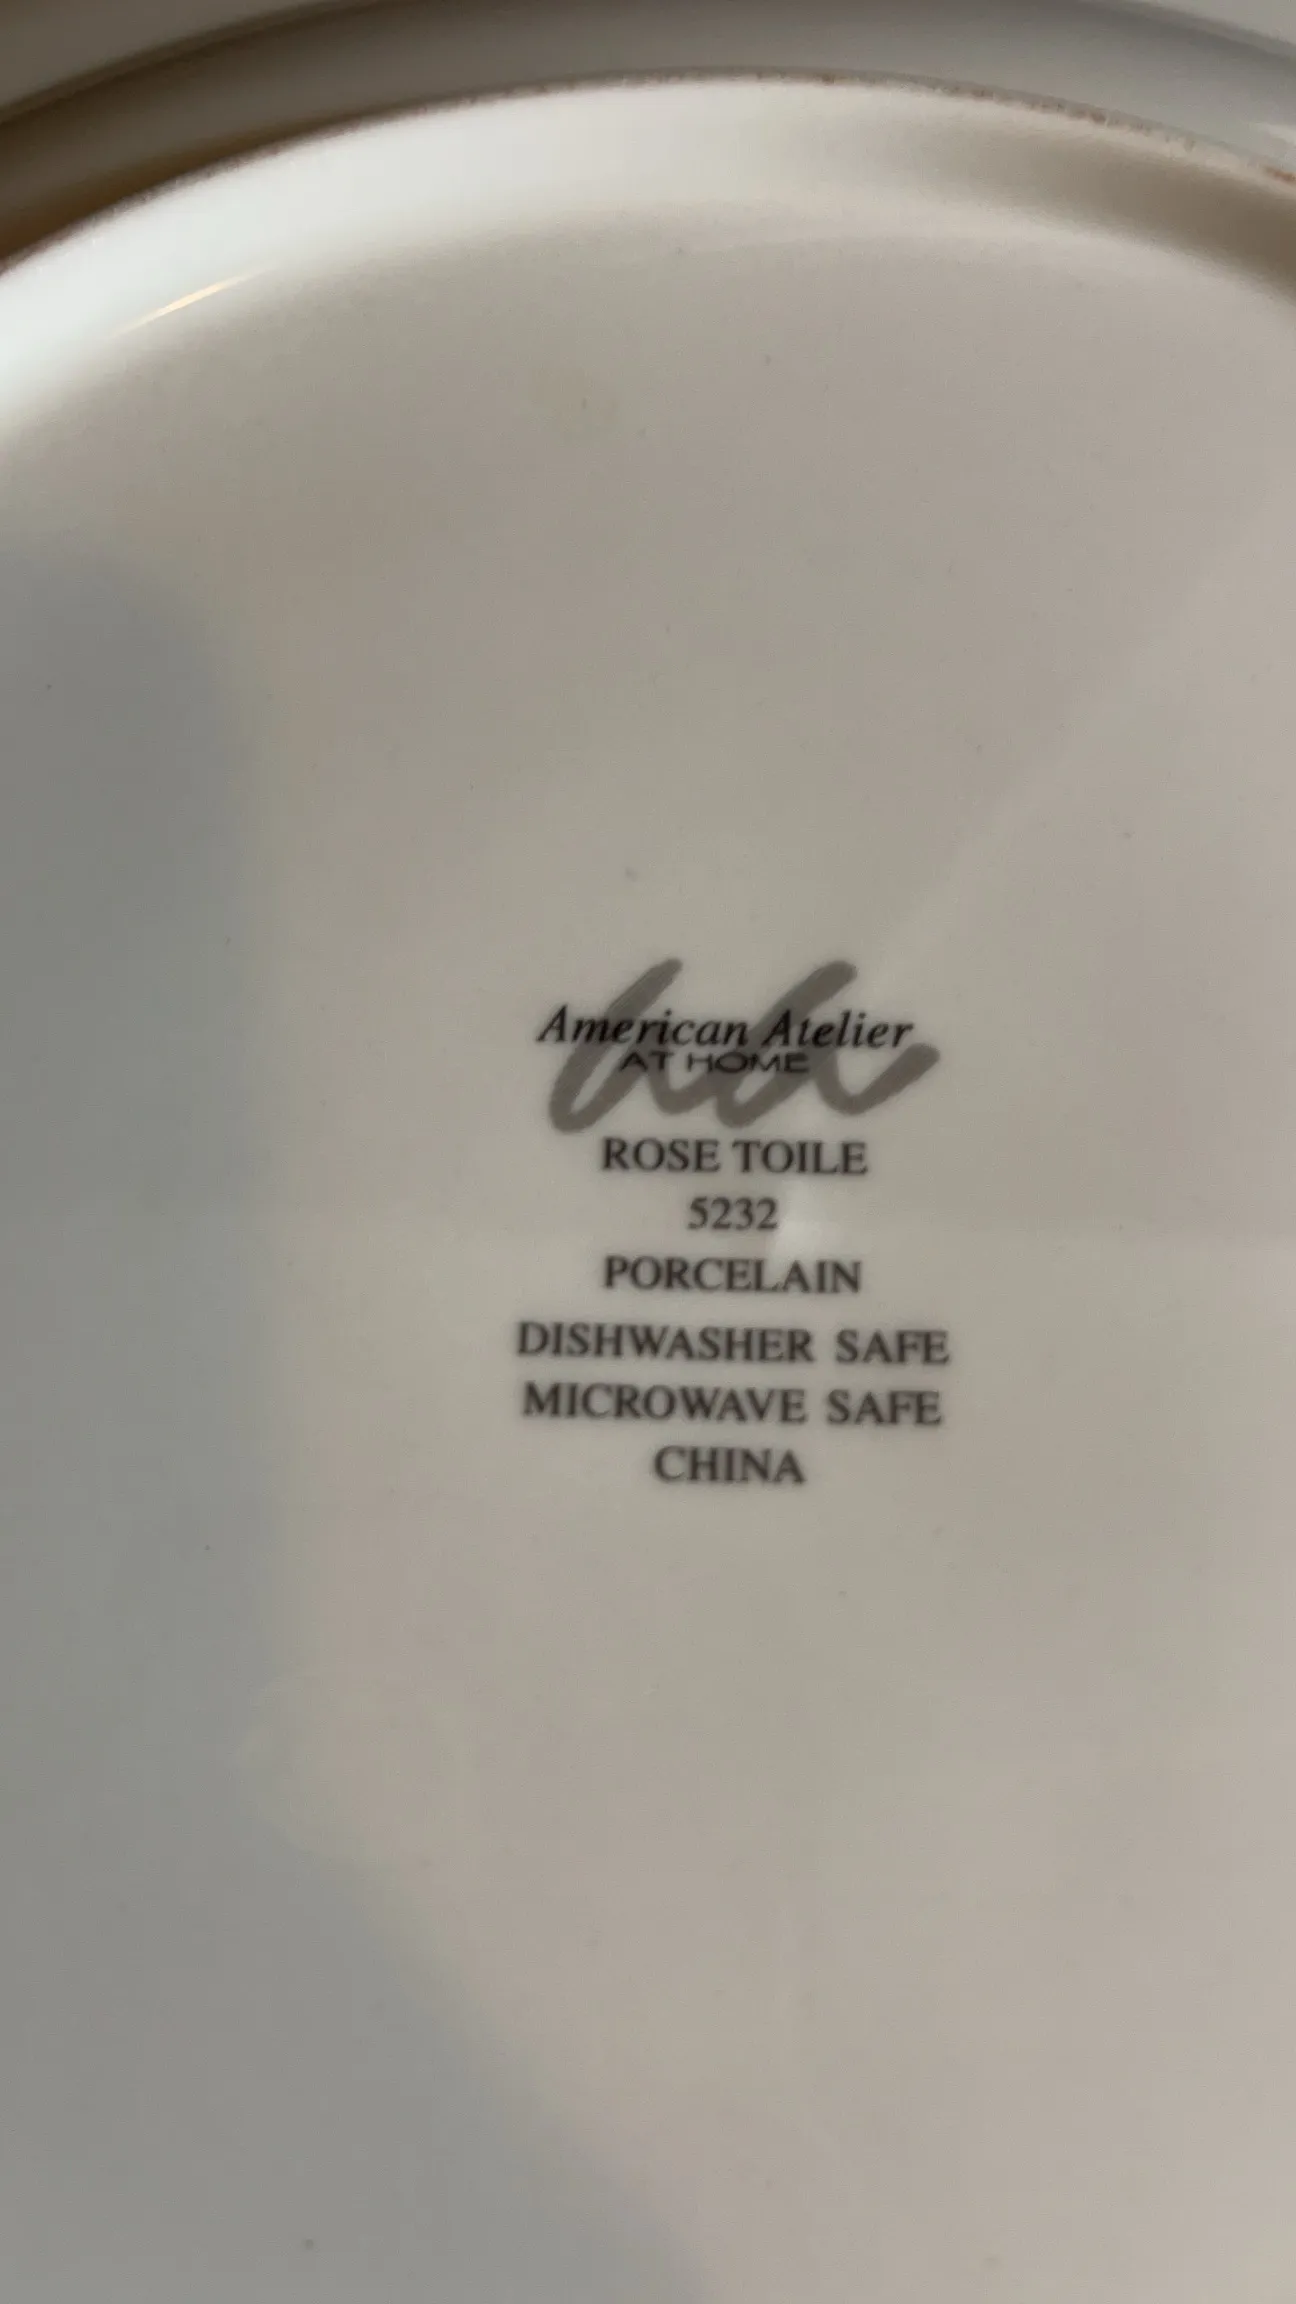 American Atelier
AT HOME
ROSE TOILE
5232
PORCELAIN
DISHWASHER SAFE
MICROWAVE SAFE
CHINA